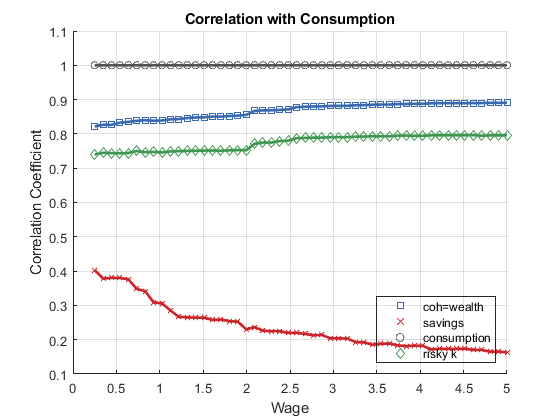 Correlation with Consumption
Correlation Coefficient
1.1
1
0.9
0.8
0.7
0.6
0.5
0.4
0.3
0.2
0.1
coh=wealth
savings
consumption
risky k
0 0.5 1 1.5 2 2.5 3 3.5 4 4.5 5
Wage